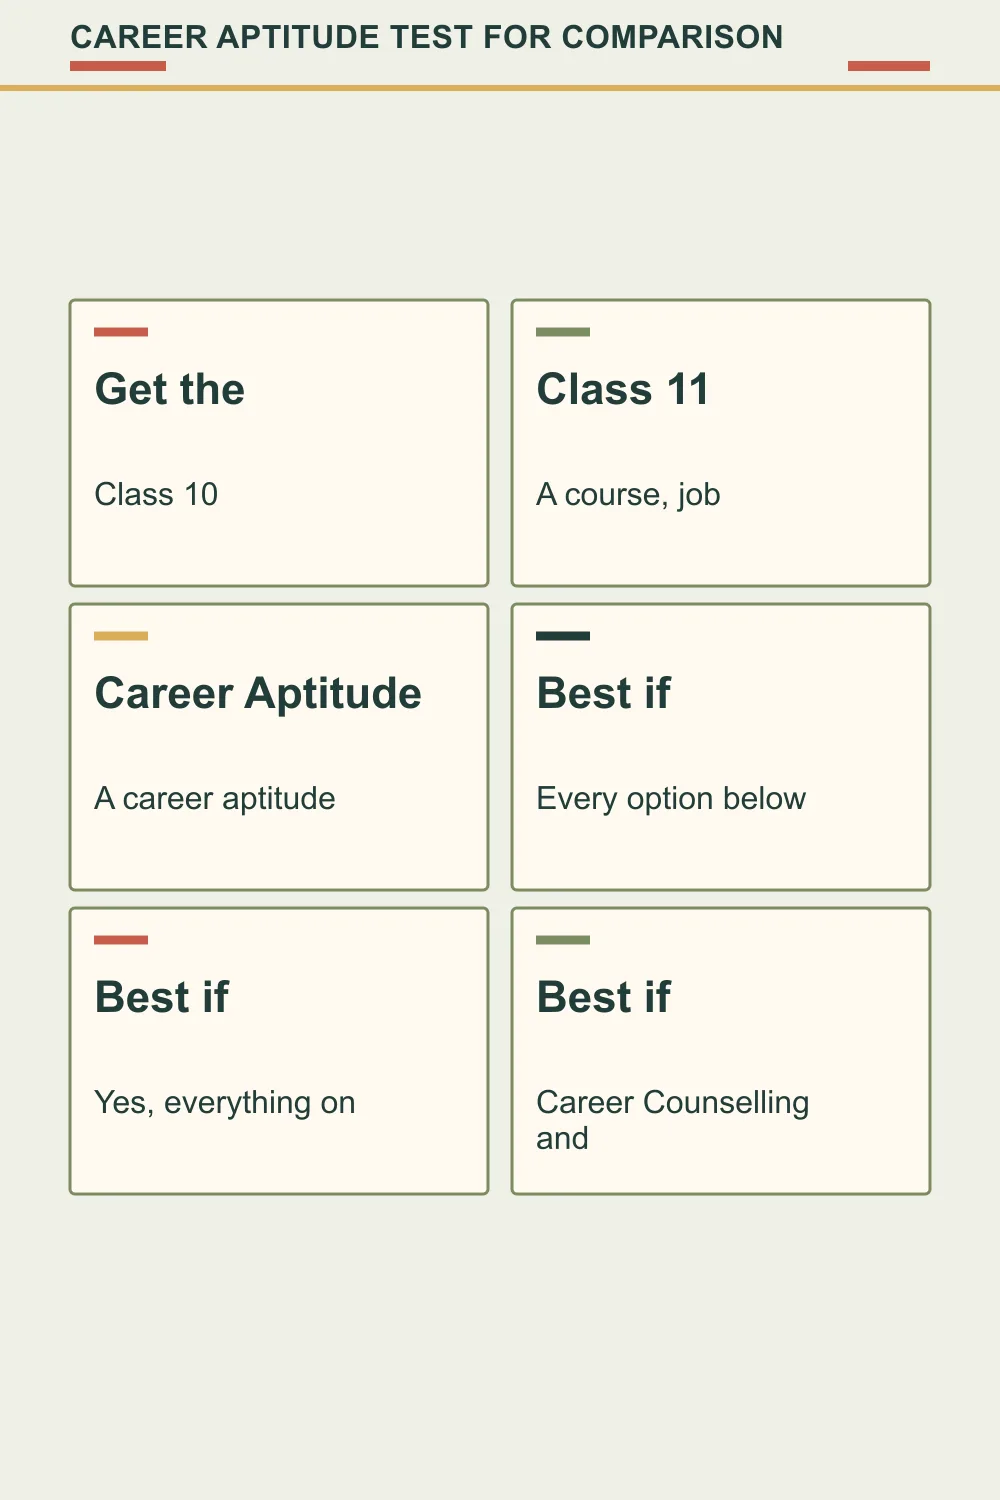 CAREER APTITUDE TEST FOR COMPARISON
Get the
Class 10
Class 11
A course, job
Career Aptitude
A career aptitude
Best if
Every option below
Best if
Yes, everything on
Best if
Career Counselling
and